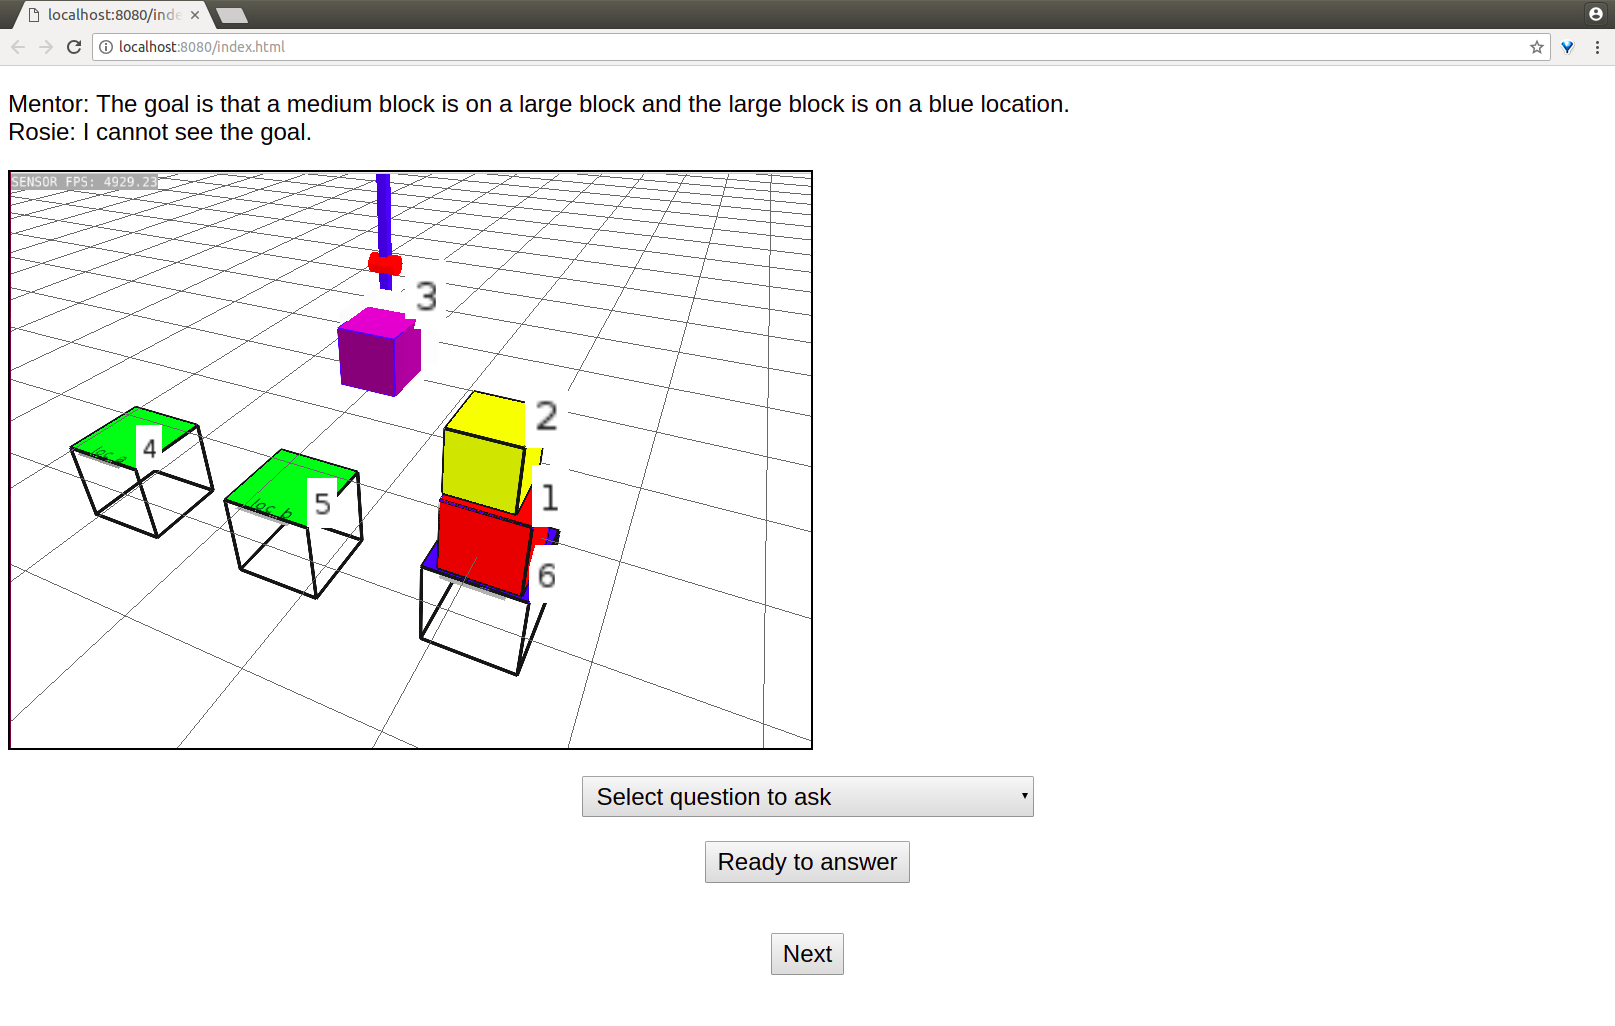 localhost:8080/inde
localhost:8080/index.html
Mentor: The goal is that a medium block is on a large block and the large block is on a blue location.
Rosie: I cannot see the goal.
SENSOR FPS: 4929.23
3
2
4
loc a
1
5
loc b
6
Select question to ask
Ready to answer
Next